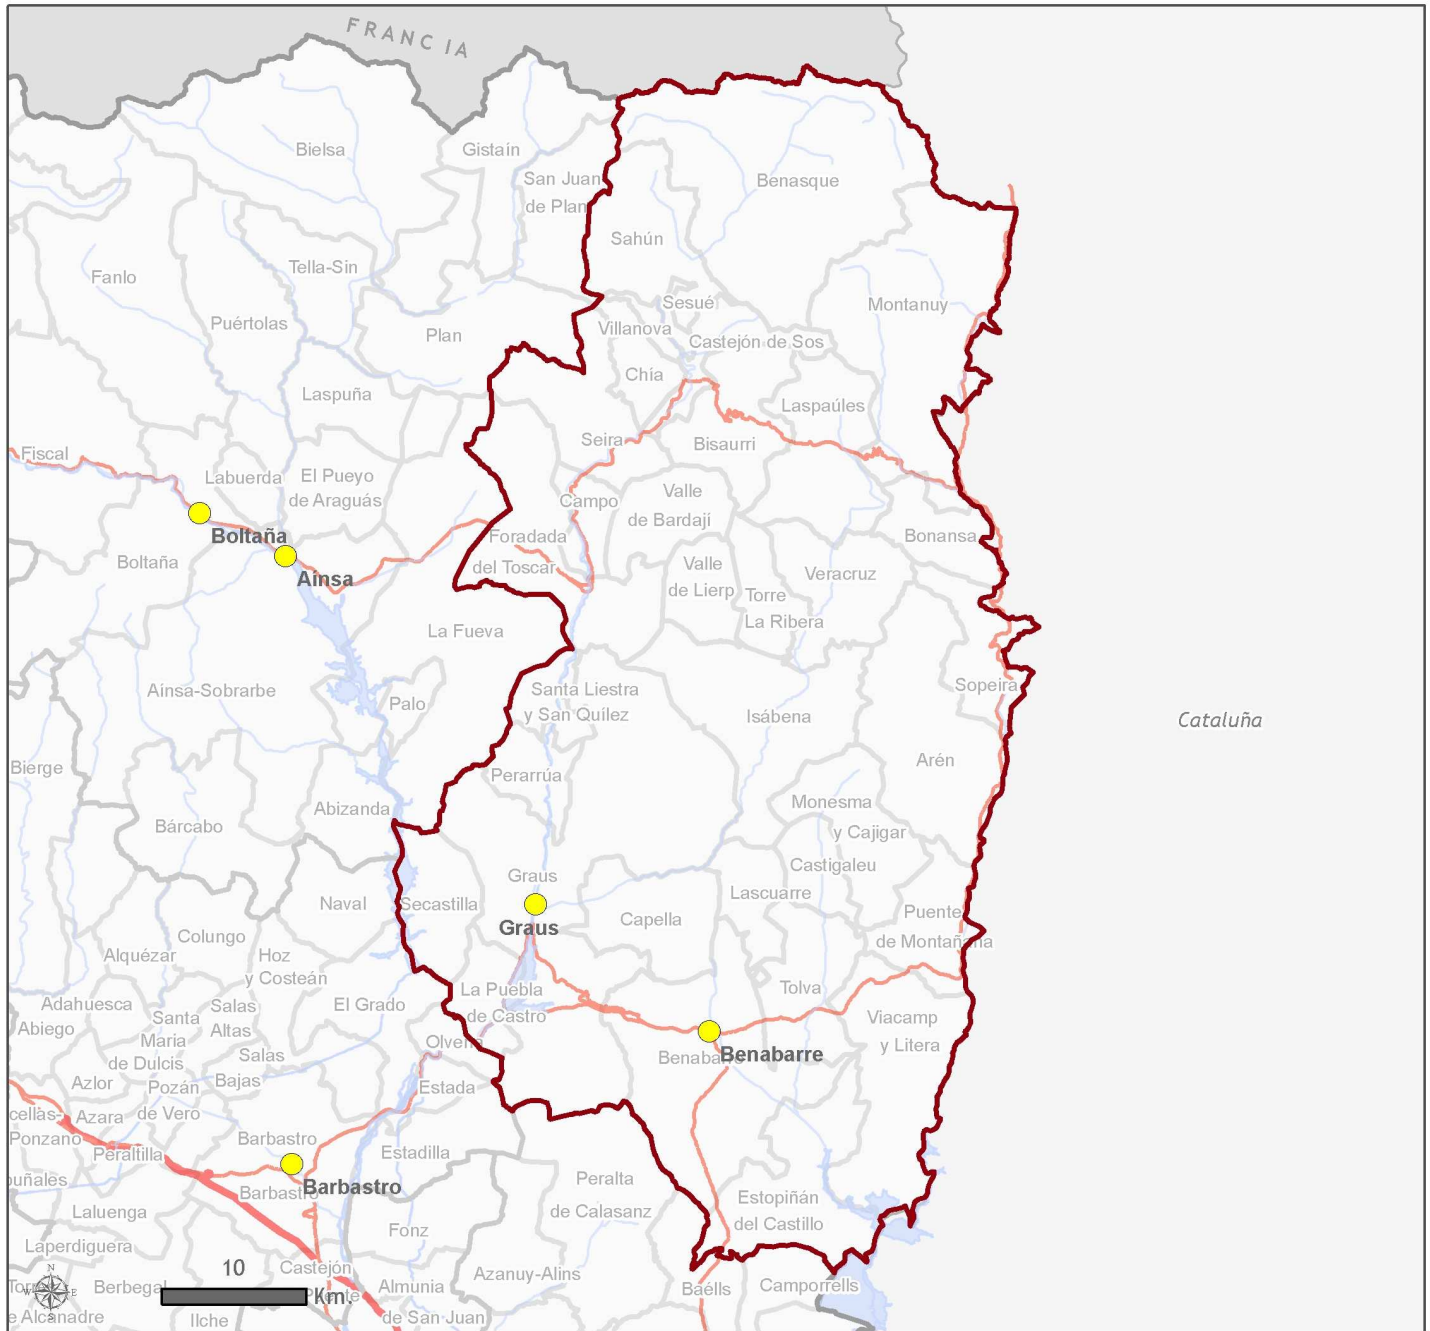 FRANCIA
Bielsa
Gistaín
San Juan
de Plan
Benasque
Sahún
Fanlo
Tella-Sin
Puértolas
Plan
Sesué
Montanuy
Villanova
Castejón de Sos
Chía
Laspuña
Laspaúles
Seira
Bisaurri
Fiscal
Labuerda
El Pueyo
de Araguás
Campo
Valle
de Bardají
Boltaña
Foradada
del Toscar
Bonansa
Boltaña
Aínsa
Valle
de Lierp
Veracruz
Torre
La Ribera
La Fueva
Aínsa-Sobrarbe
Palo
Santa Liestra
y San Quílez
Isábena
Sopeira
Cataluña
Bierge
Perarrúa
Arén
Abizanda
Monesma
y Cajigar
Bárcabo
Castigaleu
Graus
Graus
Naval
Secastilla
Capella
Lascuarre
Puente
de Montañana
Colungo
Alquézar
Hoz
y Costeán
La Puebla
de Castro
Tolva
Adahuesca
Abiego
Santa
María
de Dulcis
Salas
Altas
El Grado
Viacamp
y Litera
Olvena
Benabarre
Benabarre
Salas
Bajas
Azlor
Pozán
de Vero
Estada
cellas-
Ponzano
Azara
Peraltilla
Barbastro
Estadilla
Barbastro
Barbastro
Peralta
de Calasanz
Estopiñán
del Castillo
Laluenga
Fonz
Laperdiguera
Castejón
Azanuy-Alins
Baélls
Camporrells
Berbegal
Almunia
de San Juan
Ilche
e Alcanadre
N
W
E
S
10
Km.